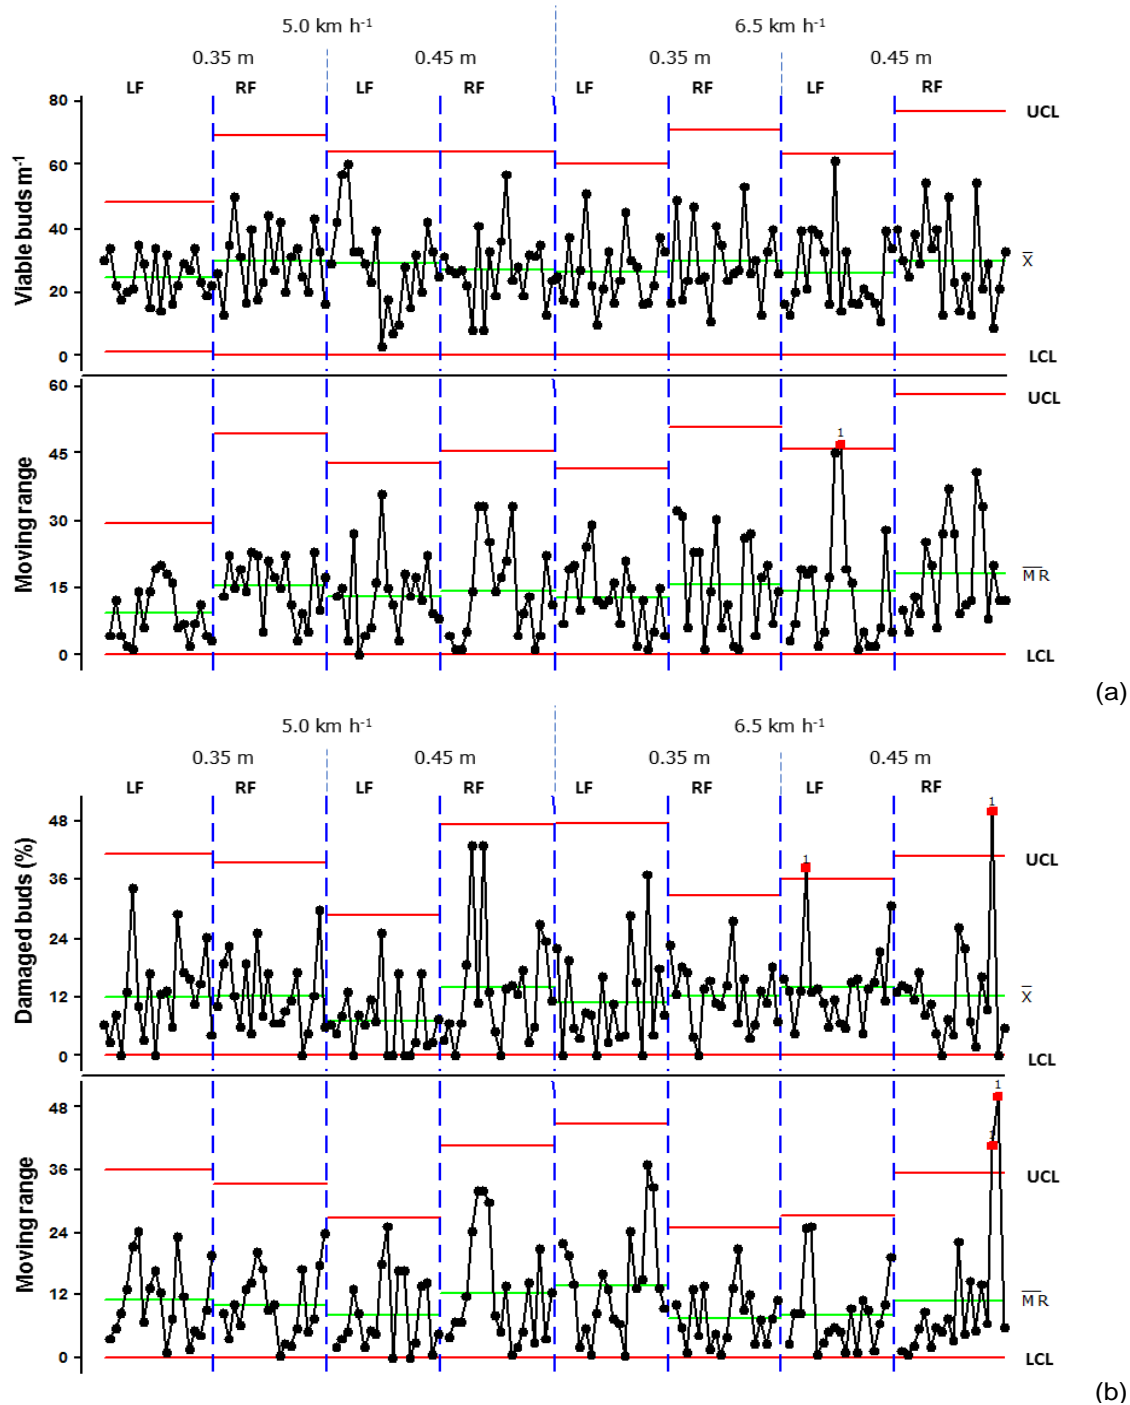 5.0 km h-1 6.5 km h-1
0.35 m 0.45 m 0.35 m 0.45 m
LF RF LF RF LF RF LF RF
80 UCL
60
40
X̅
20
0 LCL
Viable buds m-1
60 UCL
45 1
30
15 M̅R̅
0 LCL
Moving range
(a)
5.0 km h-1 6.5 km h-1
0.35 m 0.45 m 0.35 m 0.45 m
LF RF LF RF LF RF LF RF
1
48
1 UCL
36
24
12 X̅
0 LCL
Damaged buds (%)
1
48
1
36 UCL
24
12 M̅R̅
0 LCL
Moving range
(b)